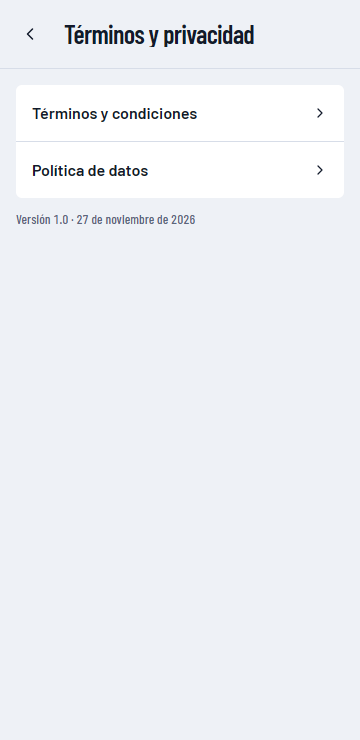 Términos y privacidad
Términos y condiciones
Política de datos
Versión 1.0 · 27 de noviembre de 2026